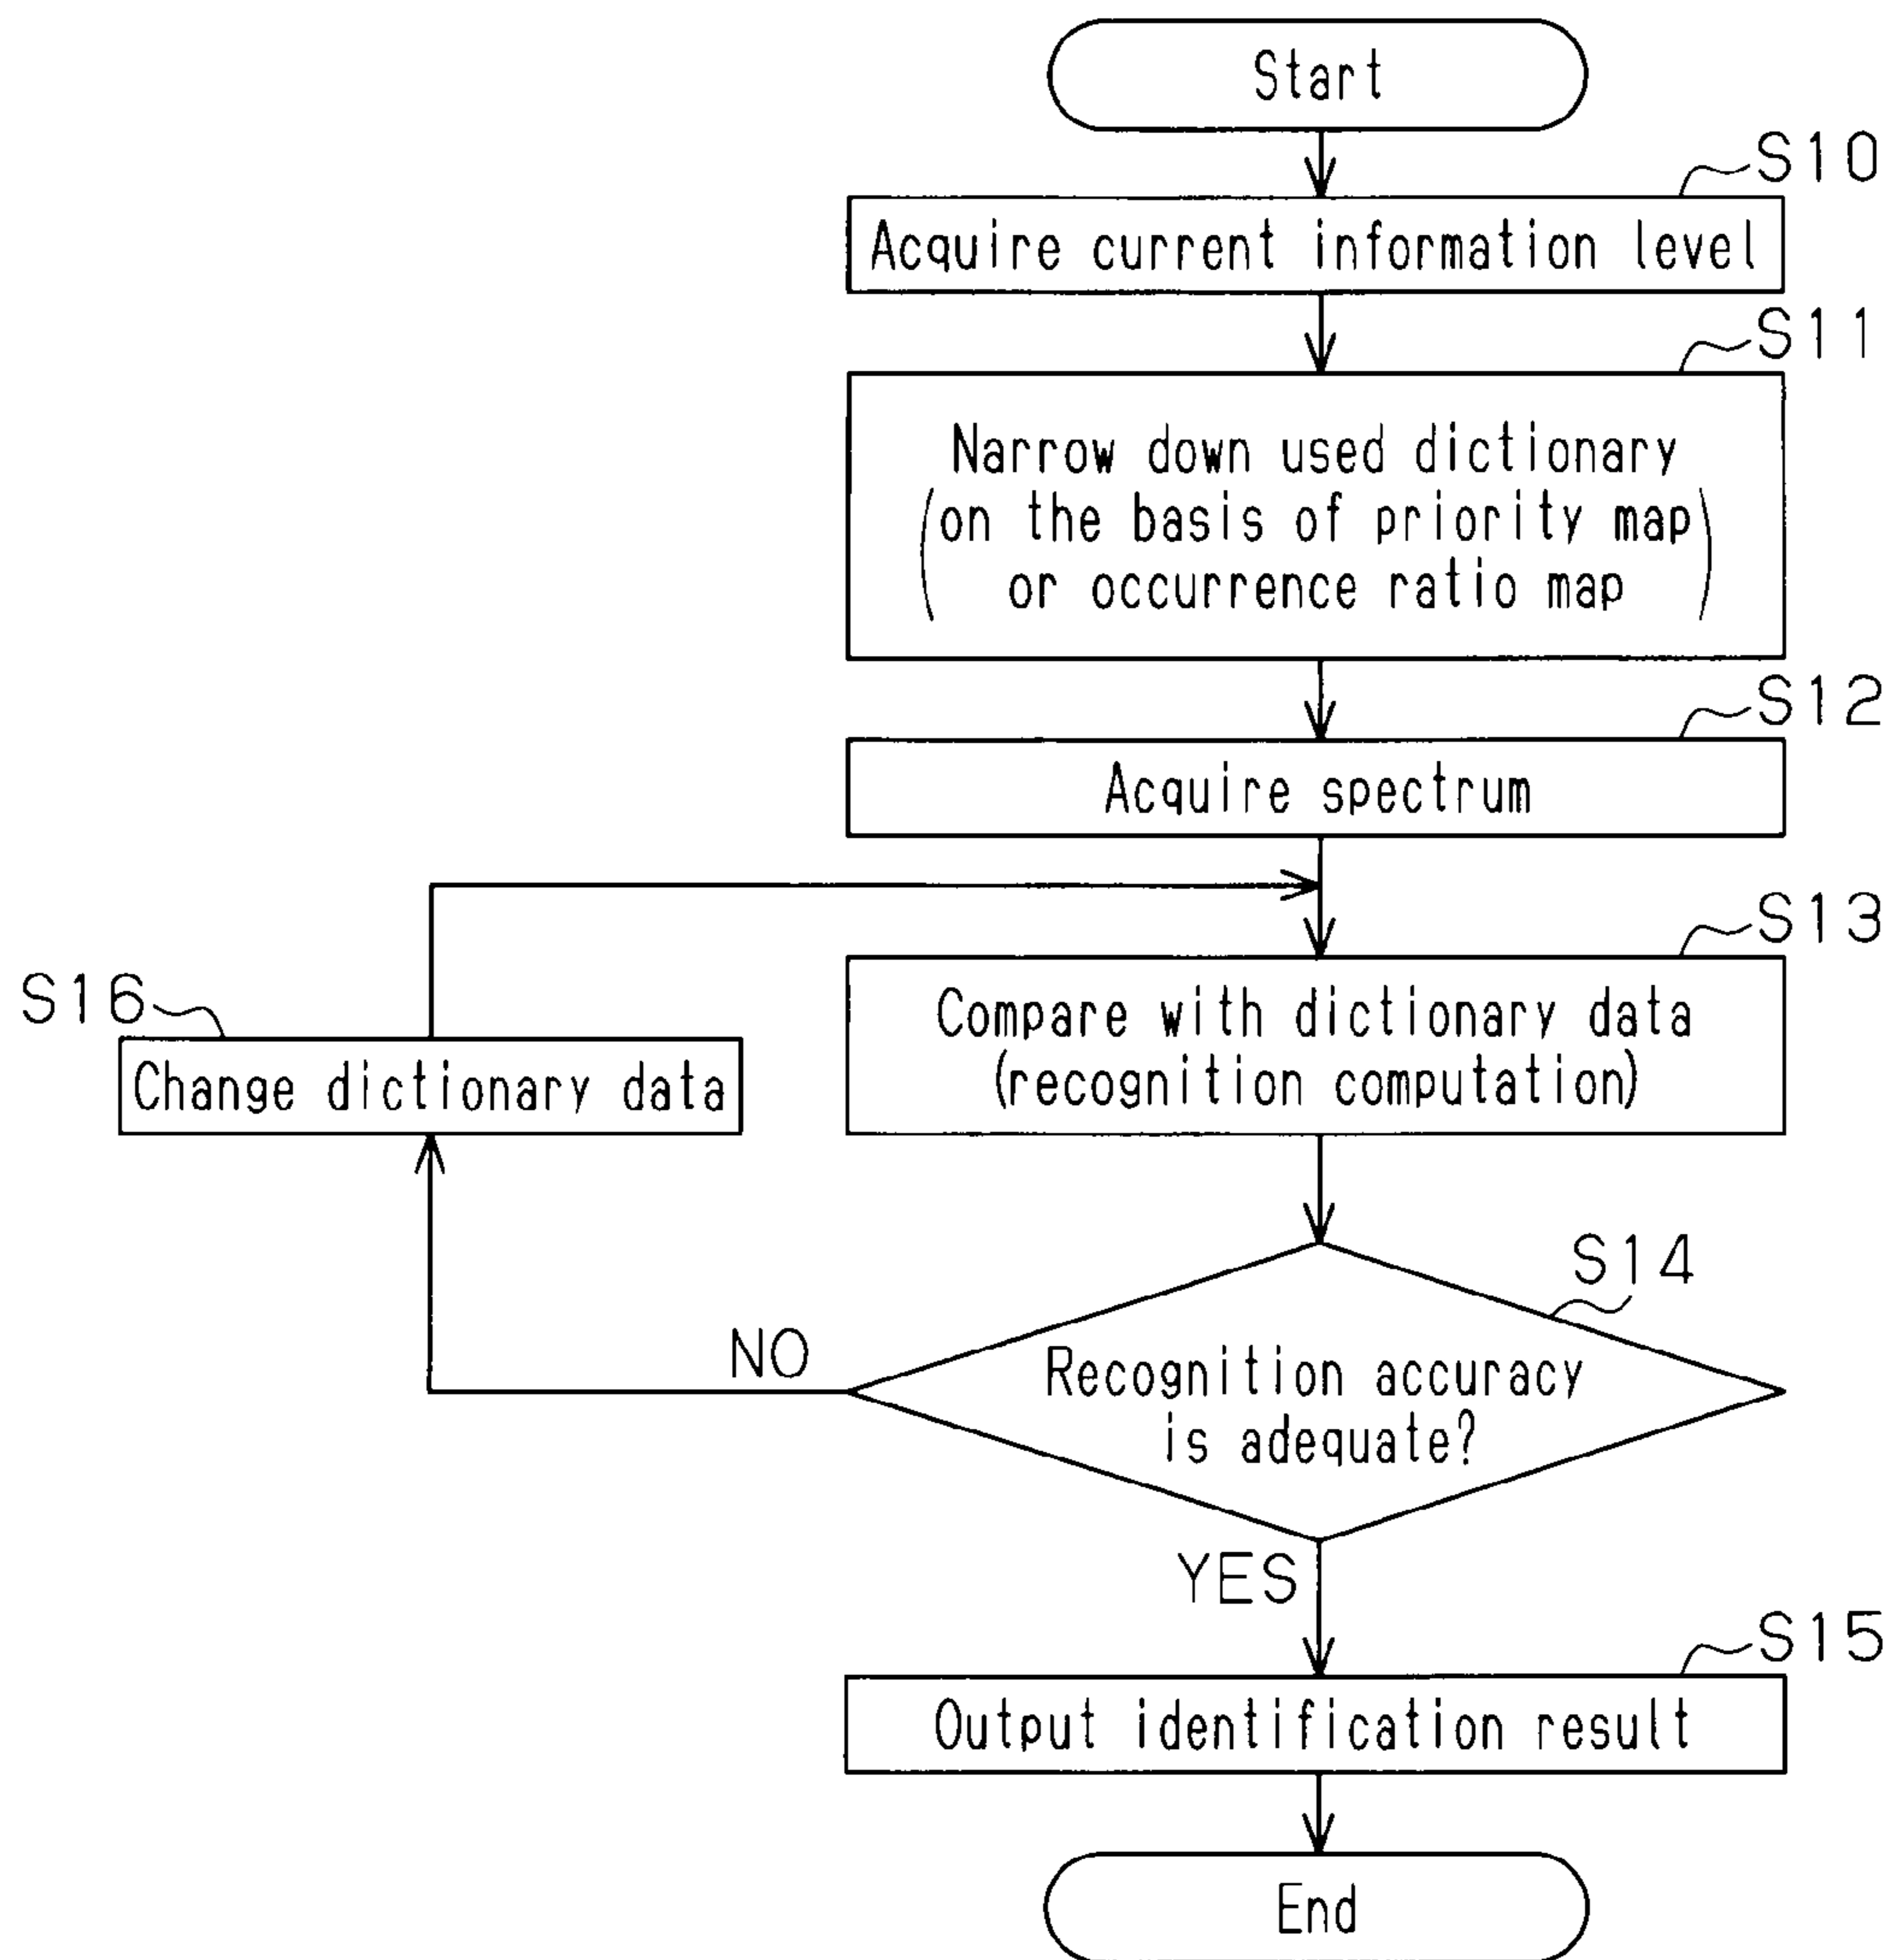 Start
S10
Acquire current information level
S11
Narrow down used dictionary
(on the basis of priority map
or occurrence ratio map)
S12
Acquire spectrum
S13
Compare with dictionary data
(recognition computation)
S16
Change dictionary data
S14
Recognition accuracy
is adequate?
NO
YES
S15
Output identification result
End